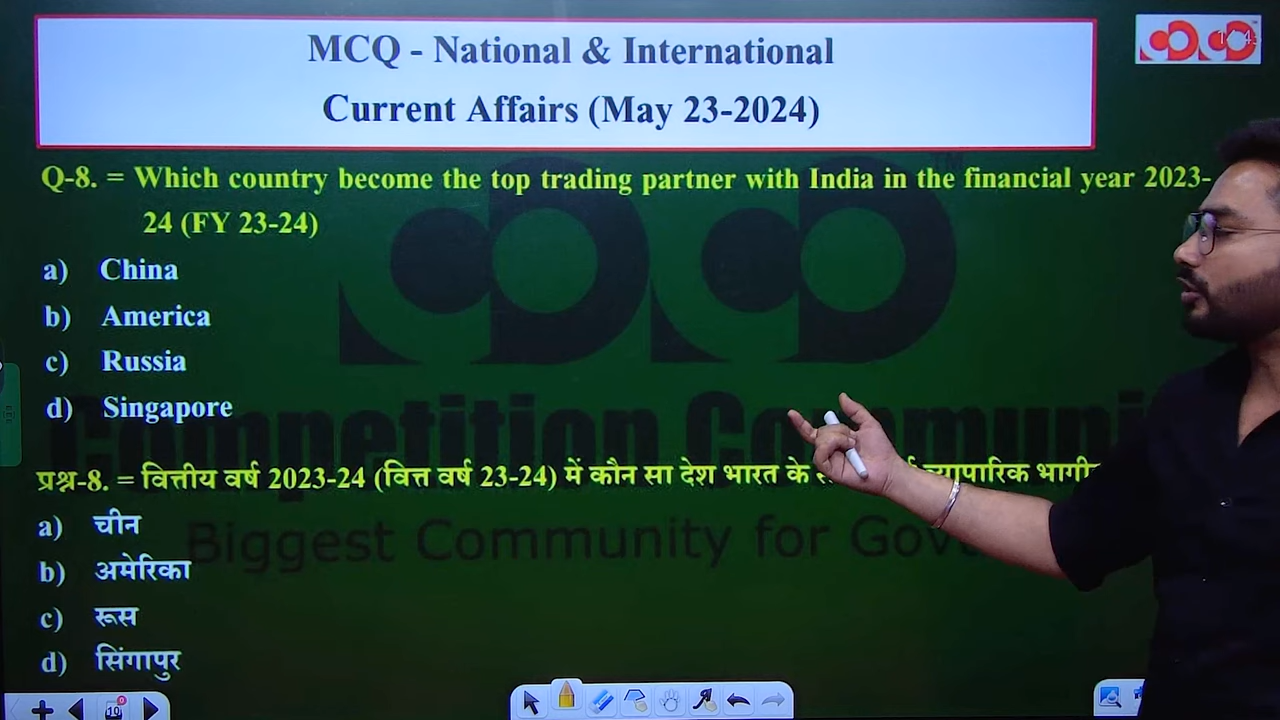 MCQ - National & International
Current Affairs (May 23-2024)
Q-8. = Which country become the top trading partner with India in the financial year 2023-
24 (FY 23-24)
a) China
b) America
c) Russia
d) Singapore
Competition
प्रश्न-8. = वित्तीय वर्ष 2023-24 (वित्त वर्ष 23-24) में कौन सा देश भारत के व्यापारिक
a) चीन
Biggest Community for
b) अमेरिका
c) रूस
d) सिंगापुर